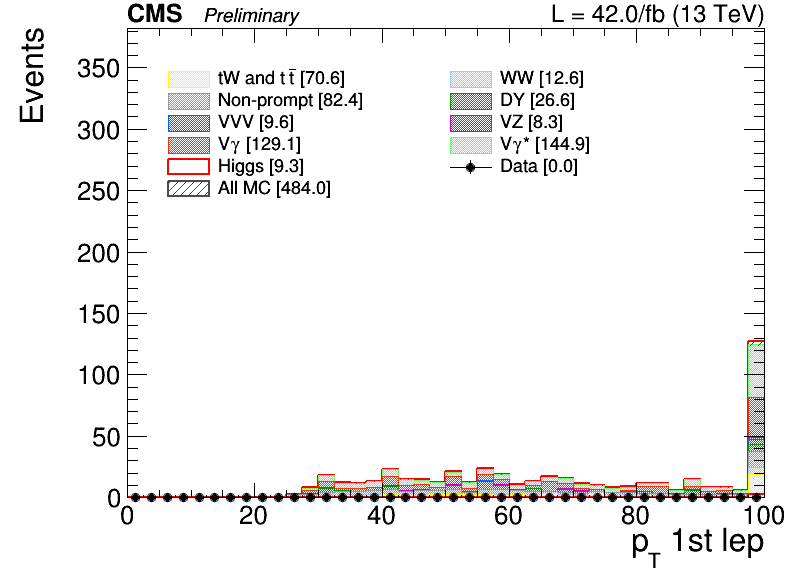 CMS Preliminary L = 42.0/fb (13 TeV)
Events
350
300
250
200
150
100
50
0
tW and tt̅ [70.6] WW [12.6]
Non-prompt [82.4] DY [26.6]
VVV [9.6] VZ [8.3]
Vγ [129.1] Vγ* [144.9]
Higgs [9.3] Data [0.0]
All MC [484.0]
0 20 40 60 80 100
p_T 1st lep